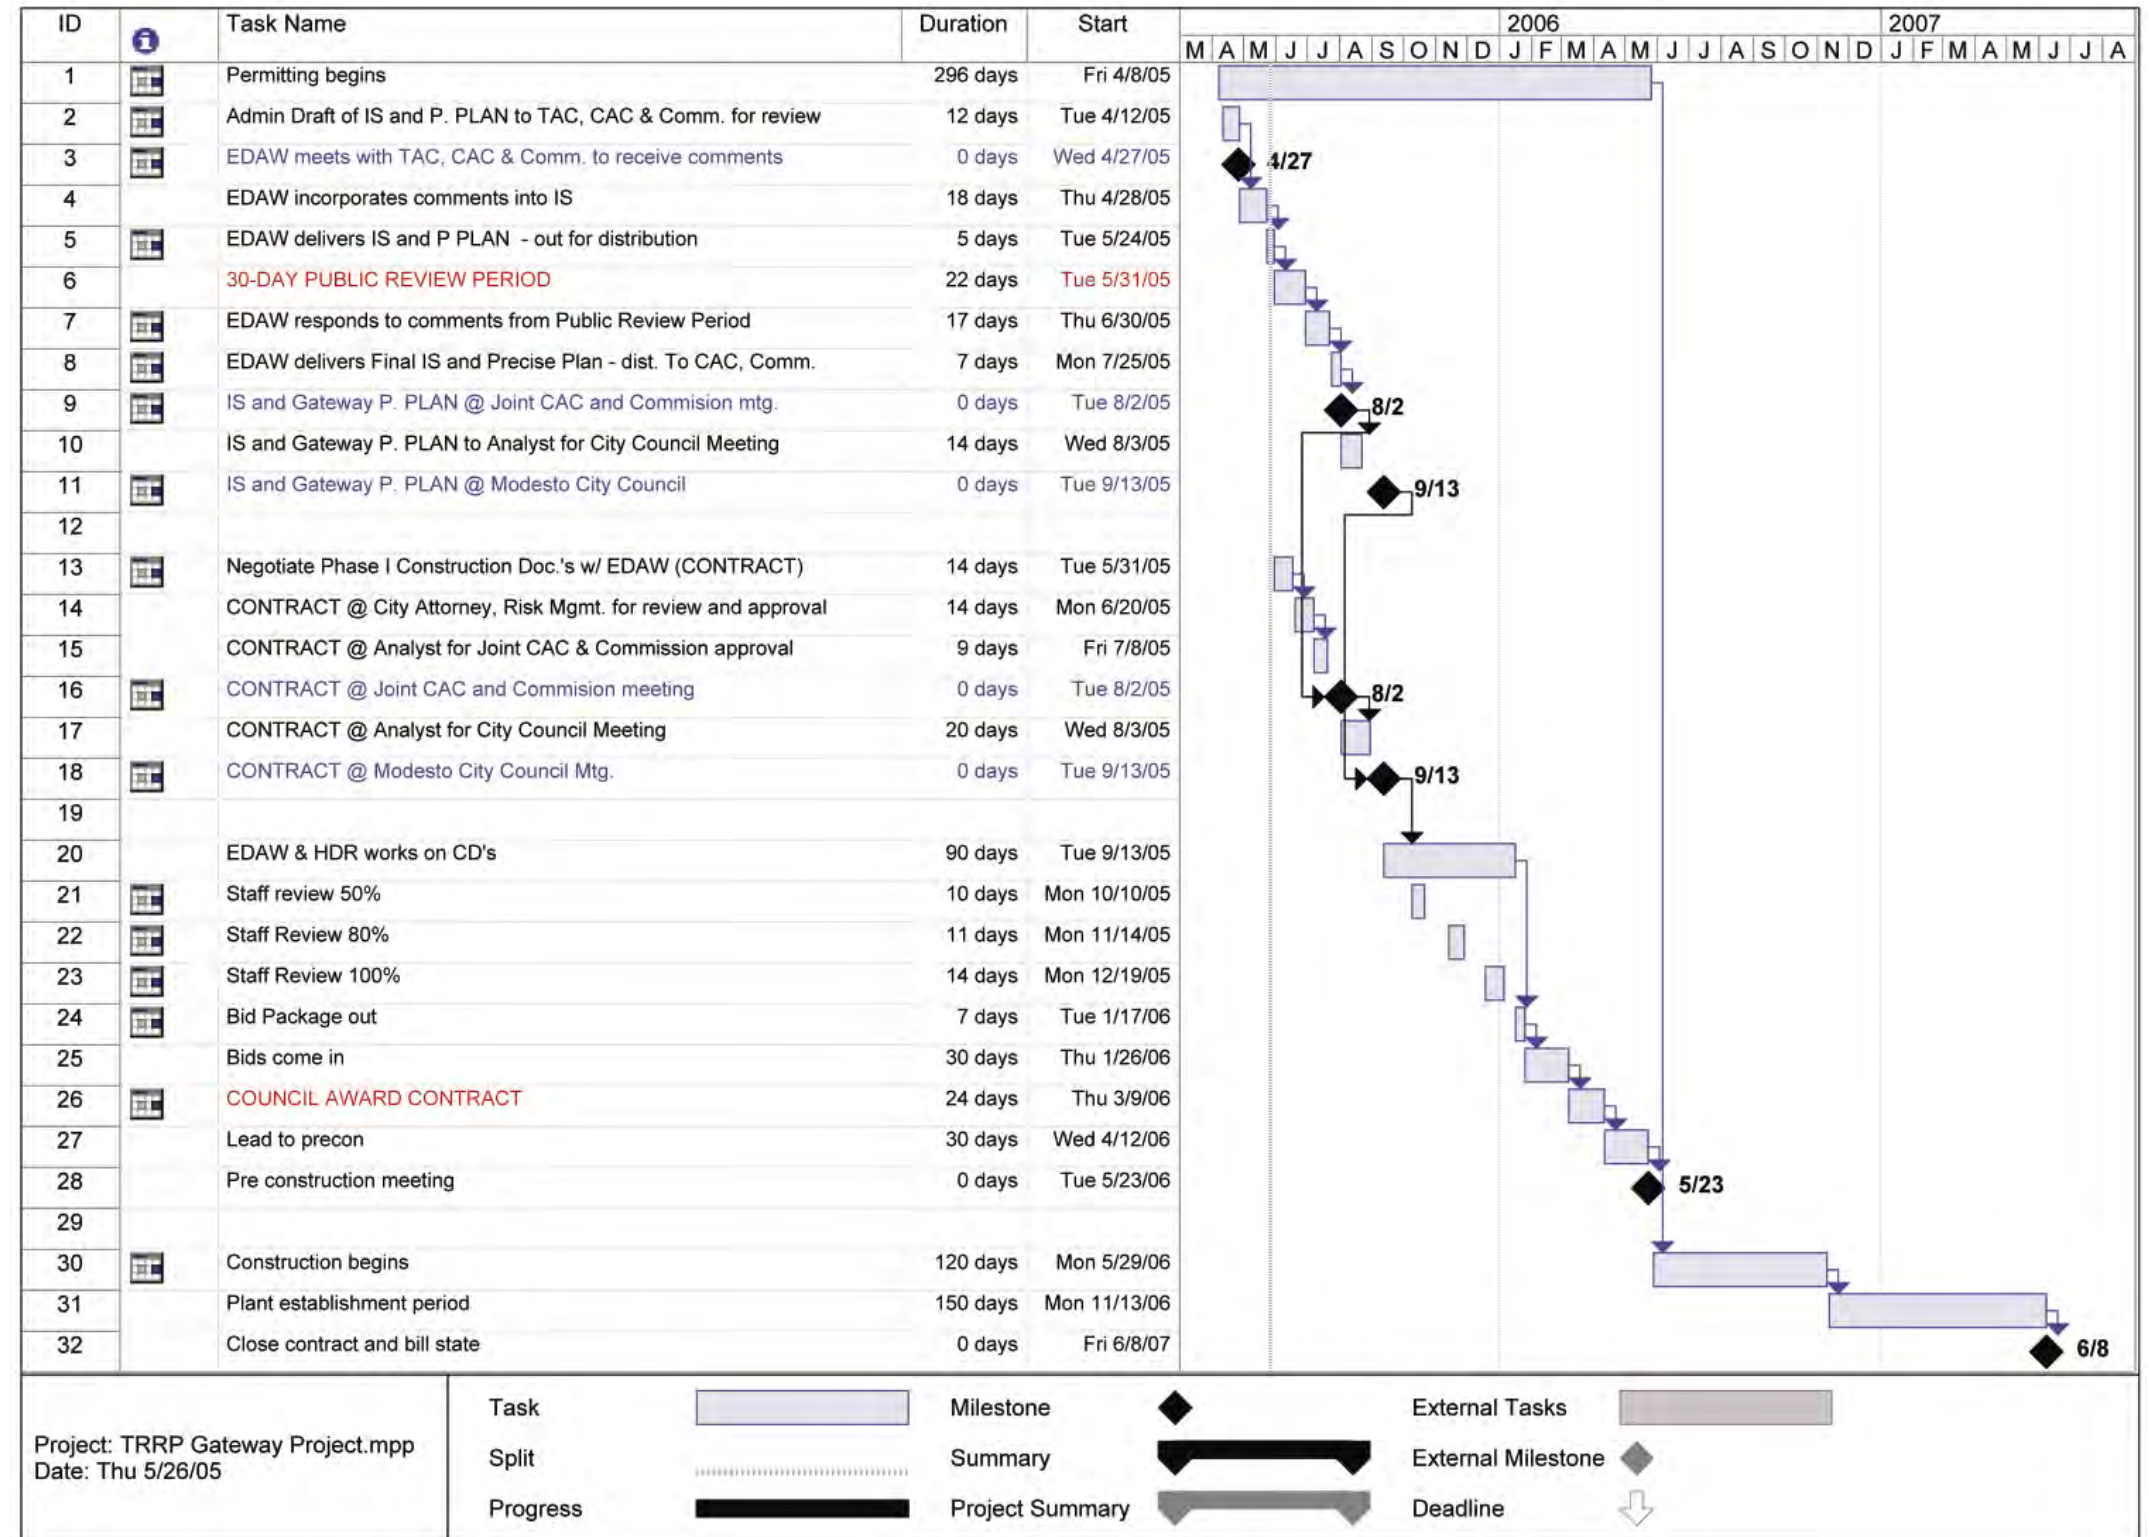 ID Task Name Duration Start 2006 2007
M A M J J A S O N D J F M A M J J A S O N D J F M A M J J A
1 Permitting begins 296 days Fri 4/8/05
2 Admin Draft of IS and P. PLAN to TAC, CAC & Comm. for review 12 days Tue 4/12/05
3 EDAW meets with TAC, CAC & Comm. to receive comments 0 days Wed 4/27/05 4/27
4 EDAW incorporates comments into IS 18 days Thu 4/28/05
5 EDAW delivers IS and P PLAN - out for distribution 5 days Tue 5/24/05
6 30-DAY PUBLIC REVIEW PERIOD 22 days Tue 5/31/05
7 EDAW responds to comments from Public Review Period 17 days Thu 6/30/05
8 EDAW delivers Final IS and Precise Plan - dist. To CAC, Comm. 7 days Mon 7/25/05
9 IS and Gateway P. PLAN @ Joint CAC and Commision mtg. 0 days Tue 8/2/05 8/2
10 IS and Gateway P. PLAN to Analyst for City Council Meeting 14 days Wed 8/3/05
11 IS and Gateway P. PLAN @ Modesto City Council 0 days Tue 9/13/05 9/13
12
13 Negotiate Phase I Construction Doc.'s w/ EDAW (CONTRACT) 14 days Tue 5/31/05
14 CONTRACT @ City Attorney, Risk Mgmt. for review and approval 14 days Mon 6/20/05
15 CONTRACT @ Analyst for Joint CAC & Commission approval 9 days Fri 7/8/05
16 CONTRACT @ Joint CAC and Commision meeting 0 days Tue 8/2/05 8/2
17 CONTRACT @ Analyst for City Council Meeting 20 days Wed 8/3/05
18 CONTRACT @ Modesto City Council Mtg. 0 days Tue 9/13/05 9/13
19
20 EDAW & HDR works on CD's 90 days Tue 9/13/05
21 Staff review 50% 10 days Mon 10/10/05
22 Staff Review 80% 11 days Mon 11/14/05
23 Staff Review 100% 14 days Mon 12/19/05
24 Bid Package out 7 days Tue 1/17/06
25 Bids come in 30 days Thu 1/26/06
26 COUNCIL AWARD CONTRACT 24 days Thu 3/9/06
27 Lead to precon 30 days Wed 4/12/06
28 Pre construction meeting 0 days Tue 5/23/06 5/23
29
30 Construction begins 120 days Mon 5/29/06
31 Plant establishment period 150 days Mon 11/13/06
32 Close contract and bill state 0 days Fri 6/8/07 6/8
Project: TRRP Gateway Project.mpp
Date: Thu 5/26/05
Task Milestone External Tasks
Split Summary External Milestone
Progress Project Summary Deadline